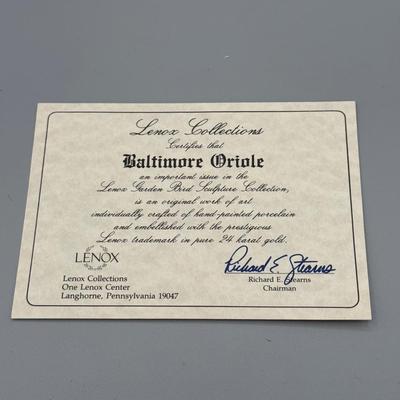 Lenox Collections
Certifies that
Baltimore Oriole
an important issue in the
Lenox Garden Bird Sculpture Collection,
is an original work of art
individually crafted of hand-painted porcelain
and embellished with the prestigious
Lenox trademark in pure 24 karat gold.
LENOX
Lenox Collections
One Lenox Center
Langhorne, Pennsylvania 19047
Richard E. Stearns
Richard E. Stearns
Chairman